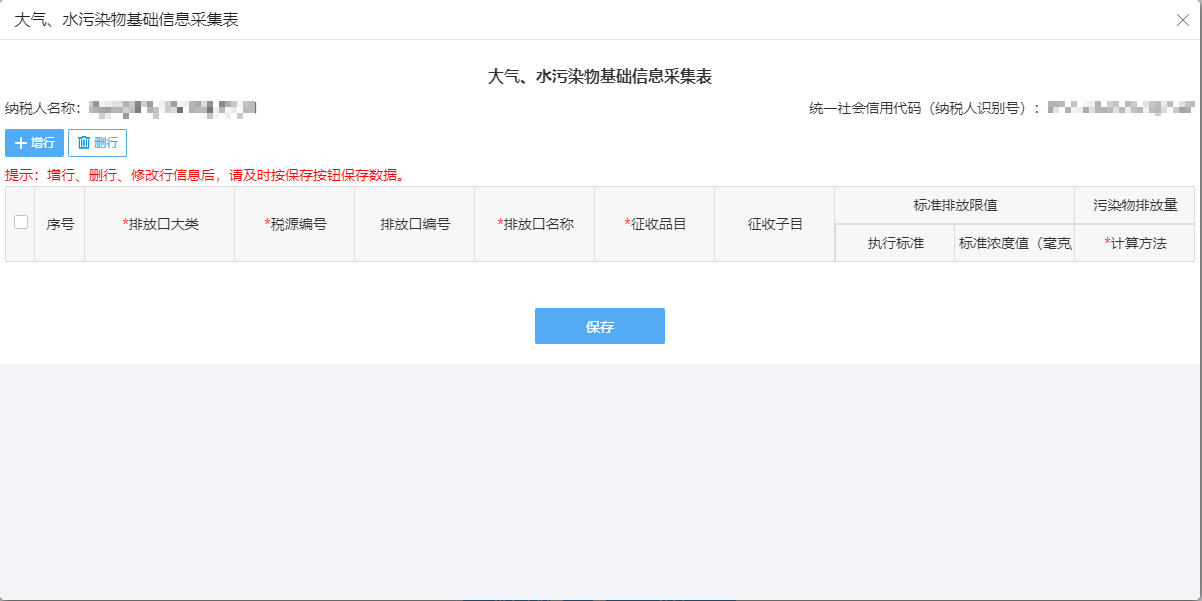 大气、水污染物基础信息采集表
大气、水污染物基础信息采集表
纳税人名称： 统一社会信用代码（纳税人识别号）：
增行 删行
提示：增行、删行、修改行信息后，请及时按保存按钮保存数据。
标准排放限值 污染物排放量
序号 *排放口大类 *税源编号 排放口编号 *排放口名称 *征收品目 征收子目
执行标准 标准浓度值（毫克 *计算方法
保存